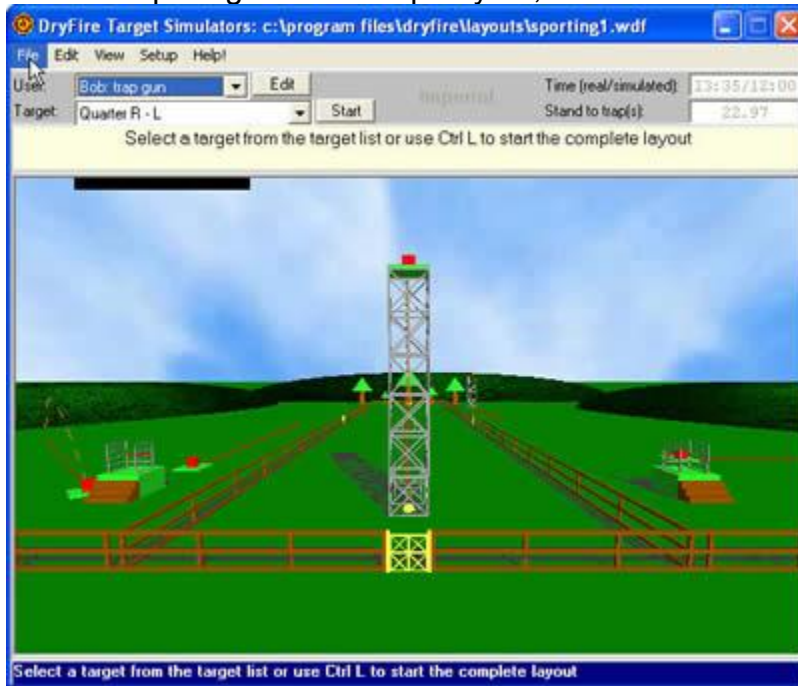 DryFire Target Simulators: c:\program files\dryfire\layouts\sporting1.wdf
File Edit View Setup Help!
User: Bob: trap gun Edit Imperial Time (real/simulated): 13:35/12:00
Target: Quarter R - L Start Stand to trap(s): 22.97
Select a target from the target list or use Ctrl L to start the complete layout
Select a target from the target list or use Ctrl L to start the complete layout